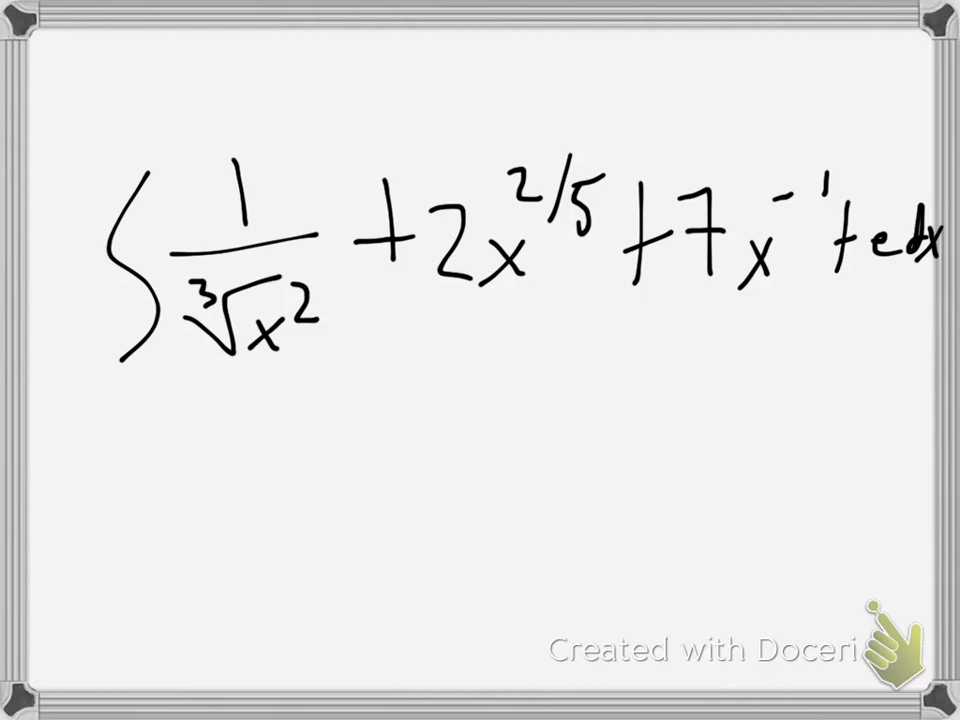 ∫ 1/∛x² + 2x^2/5 + 7x^-1 + e dx
Created with Doceri